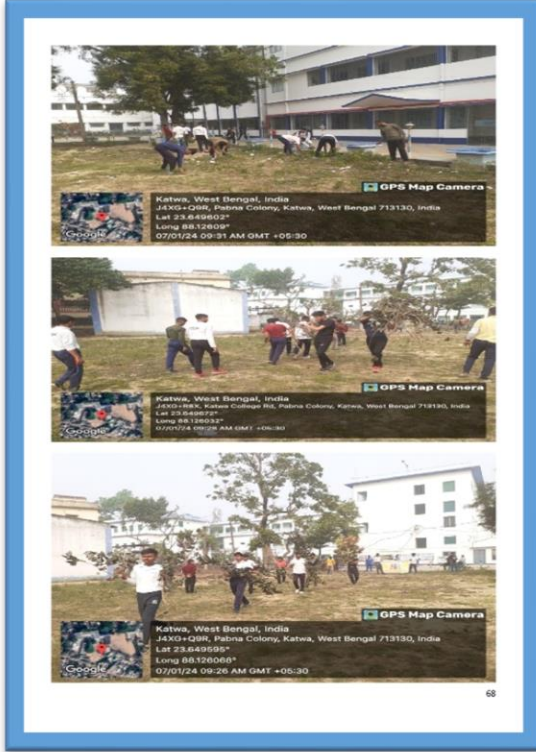 GPS Map Camera
Katwa, West Bengal, India
J4XG+Q9R, Pabna Colony, Katwa, West Bengal 713130, India
Lat 23.649602°
Long 88.12609°
07/01/24 09:31 AM GMT +05:30
Google
GPS Map Camera
Katwa, West Bengal, India
J4XG+R8X, Katwa College Rd, Pabna Colony, Katwa, West Bengal 713130, India
Lat 23.649672°
Long 88.126032°
07/01/24 09:28 AM GMT +05:30
Google
GPS Map Camera
Katwa, West Bengal, India
J4XG+Q9R, Pabna Colony, Katwa, West Bengal 713130, India
Lat 23.649595°
Long 88.126068°
07/01/24 09:26 AM GMT +05:30
Google
68